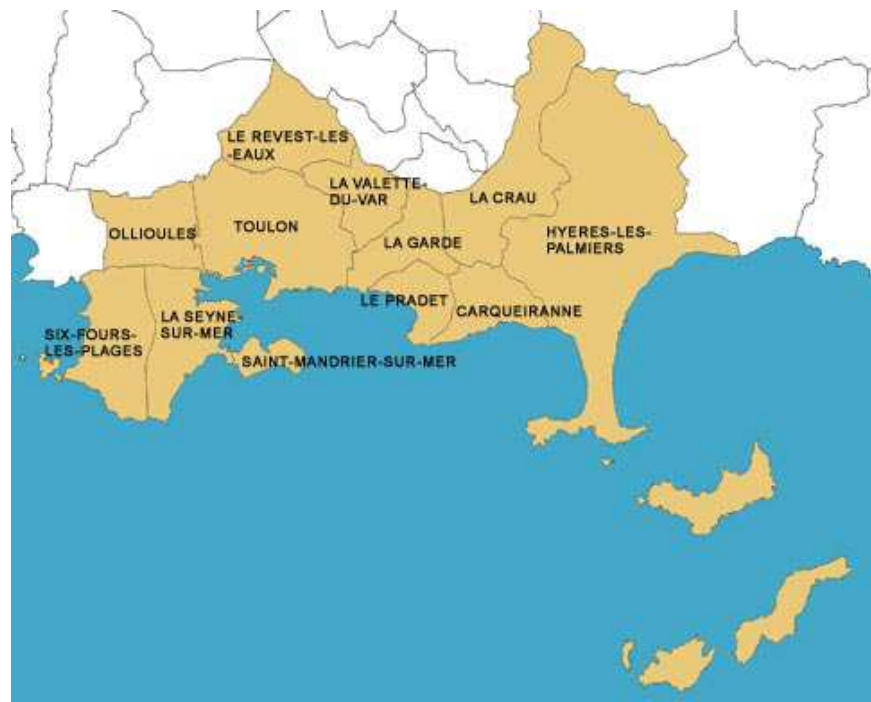 LE REVEST-LES
-EAUX
LA VALETTE-
DU-VAR
LA CRAU
OLLIOULES
TOULON
LA GARDE
HYERES-LES-
PALMIERS
LE PRADET
CARQUEIRANNE
LA SEYNE-
SUR-MER
SIX-FOURS-
LES-PLAGES
SAINT-MANDRIER-SUR-MER